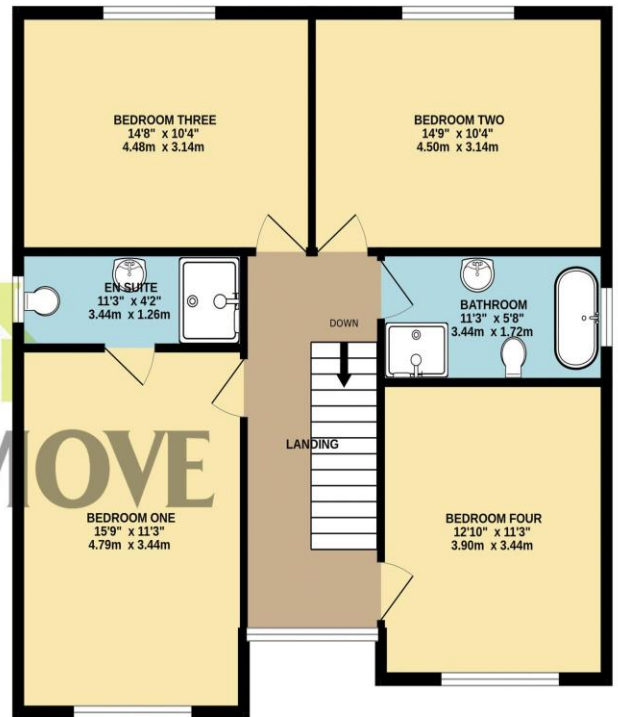 BEDROOM THREE
14'8" x 10'4"
4.48m x 3.14m
BEDROOM TWO
14'9" x 10'4"
4.50m x 3.14m
EN SUITE
11'3" x 4'2"
3.44m x 1.26m
BATHROOM
11'3" x 5'8"
3.44m x 1.72m
DOWN
LANDING
MOVE
BEDROOM ONE
15'9" x 11'3"
4.79m x 3.44m
BEDROOM FOUR
12'10" x 11'3"
3.90m x 3.44m